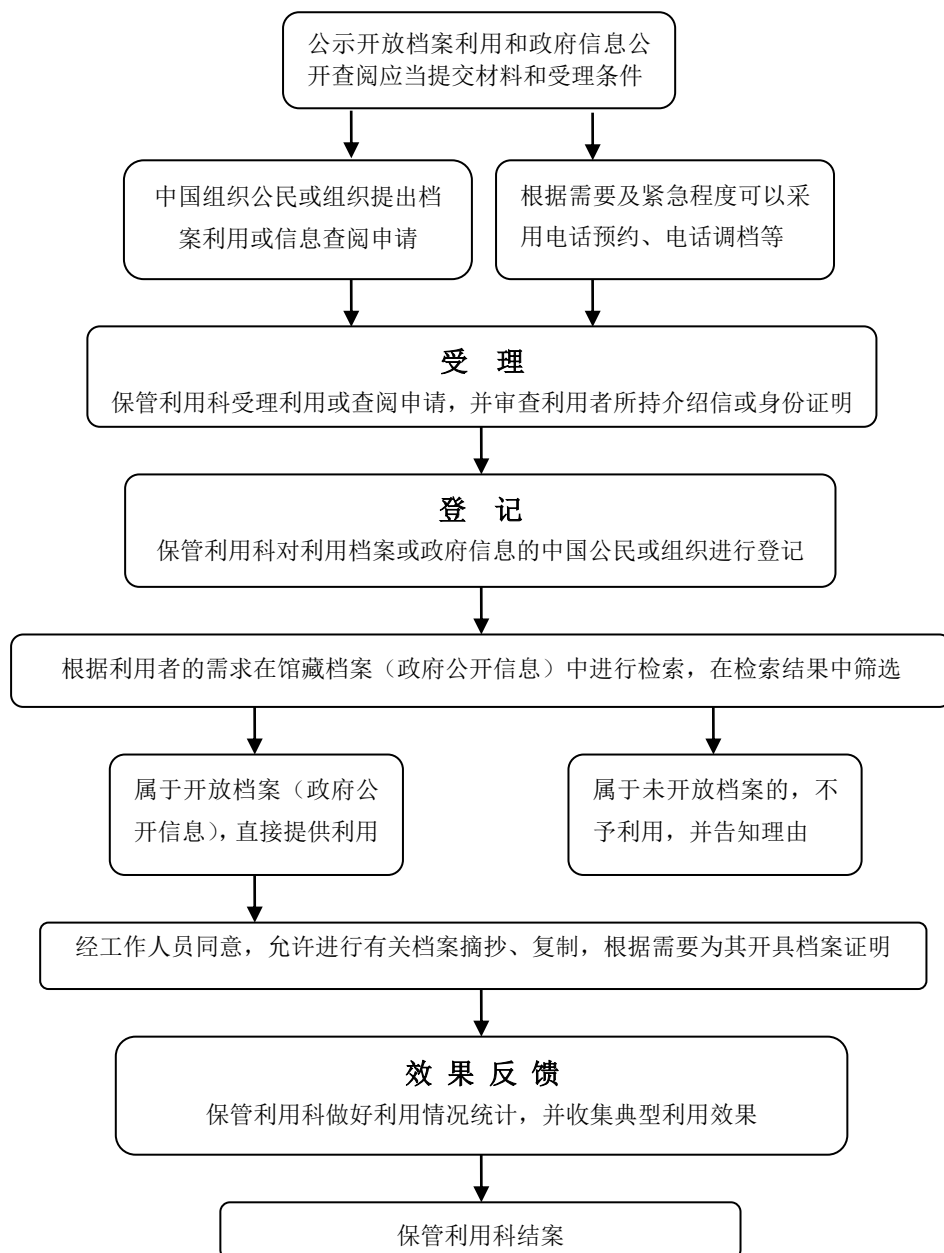 公示开放档案利用和政府信息公
开查阅应当提交材料和受理条件
中国组织公民或组织提出档
案利用或信息查阅申请
根据需要及紧急程度可以采
用电话预约、电话调档等
受 理
保管利用科受理利用或查阅申请，并审查利用者所持介绍信或身份证明
登 记
保管利用科对利用档案或政府信息的中国公民或组织进行登记
根据利用者的需求在馆藏档案（政府公开信息）中进行检索，在检索结果中筛选
属于开放档案（政府公
开信息），直接提供利用
属于未开放档案的，不
予利用，并告知理由
经工作人员同意，允许进行有关档案摘抄、复制，根据需要为其开具档案证明
效 果 反 馈
保管利用科做好利用情况统计，并收集典型利用效果
保管利用科结案